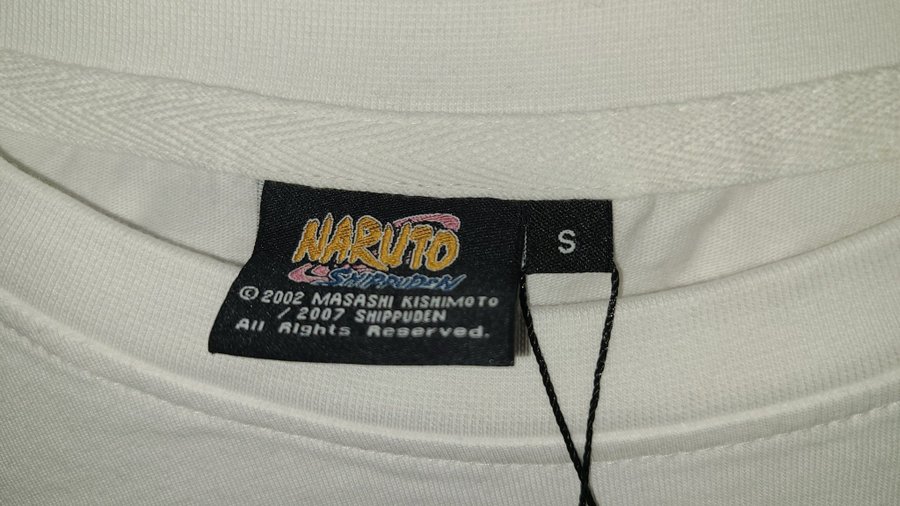 NARUTO
SHIPPUDEN
© 2002 MASASHI KISHIMOTO
/ 2007 SHIPPUDEN
All Rights Reserved.
S